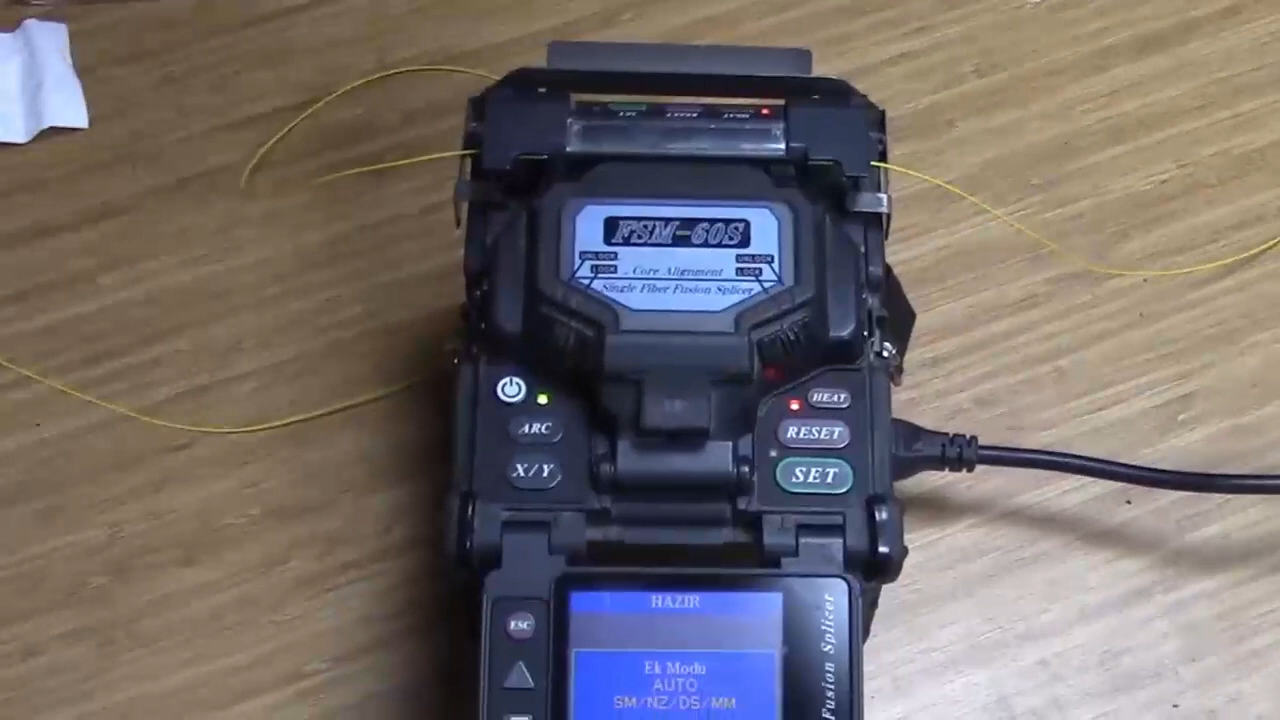 FSM-60S
UNLOCK
UNLOCK
LOCK
LOCK
Core Alignment
Single Fiber Fusion Splicer
HEAT
ARC
RESET
X/Y
SET
HAZIR
ESC
Ek Modu
AUTO
SM/NZ/DS/MM
Fusion Splicer